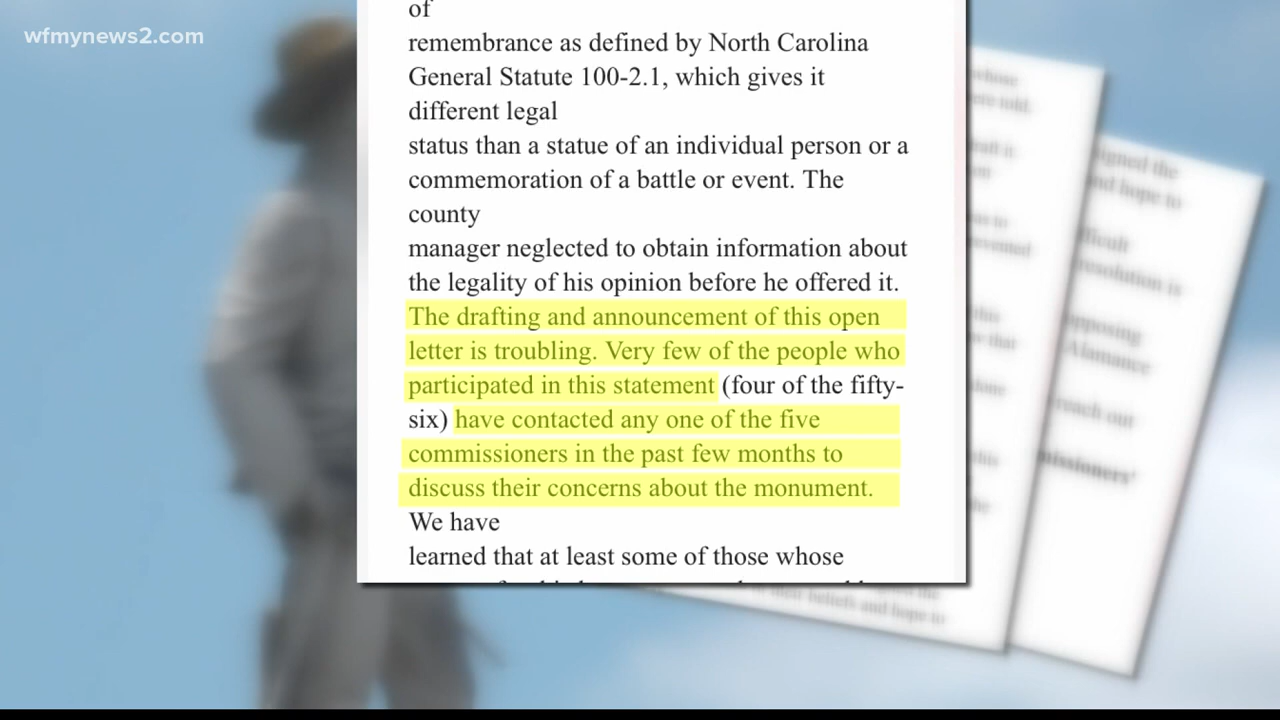 wfmynews2.com
of
remembrance as defined by North Carolina
General Statute 100-2.1, which gives it
different legal
status than a statue of an individual person or a
commemoration of a battle or event. The
county
manager neglected to obtain information about
the legality of his opinion before he offered it.
The drafting and announcement of this open
letter is troubling. Very few of the people who
participated in this statement (four of the fifty-
six) have contacted any one of the five
commissioners in the past few months to
discuss their concerns about the monument.
We have
learned that at least some of those whose